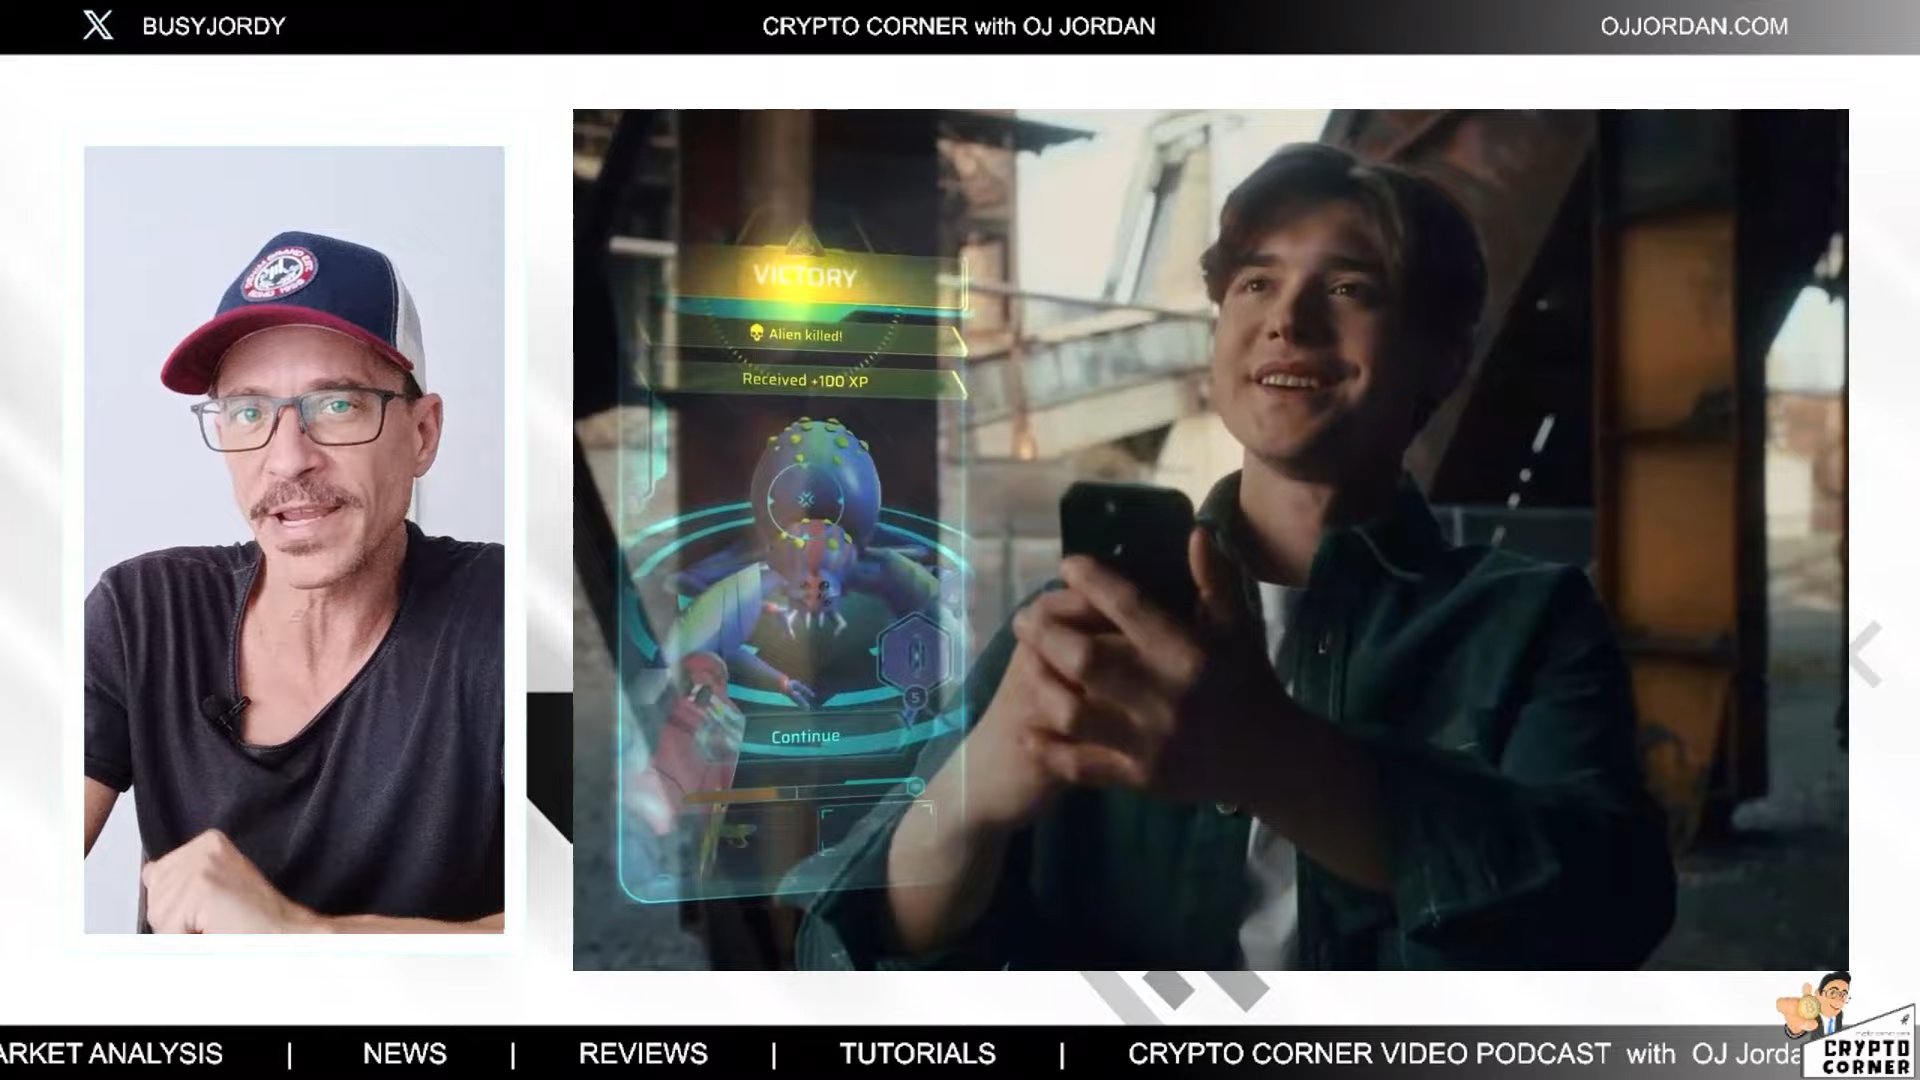 BUSYJORDY
CRYPTO CORNER with OJ JORDAN
OJJORDAN.COM
VICTORY
Alien killed!
Received +100 XP
5
Continue
ARKET ANALYSIS | NEWS | REVIEWS | TUTORIALS | CRYPTO CORNER VIDEO PODCAST with OJ Jorda
CRYPTO
CORNER